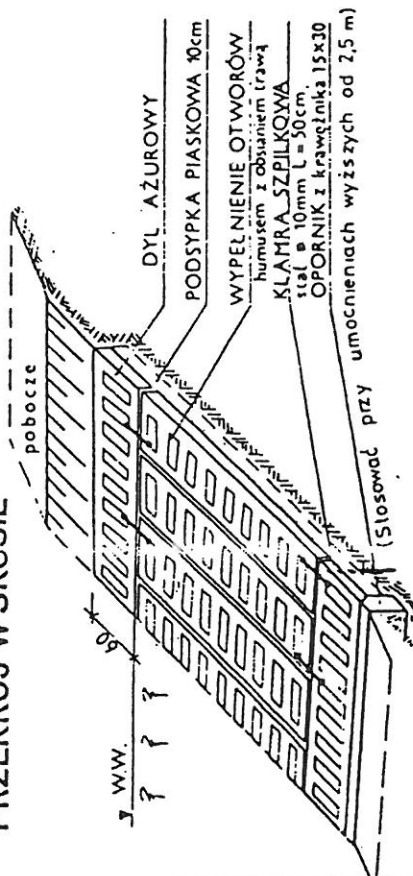 PRZEKRÓJ W SKOSIE
pobocze
60
W.W.
DYL AŻUROWY
PODSYPKA PIASKOWA 10cm
WYPEŁNIENIE OTWORÓW
humusem z obsianiem trawą
KLAMRA SZPILKOWA
stal ø 10mm L = 50cm
OPORNIK z krawężnika 15x30
(Stosować przy umocnieniach wyższych od 2,5 m)